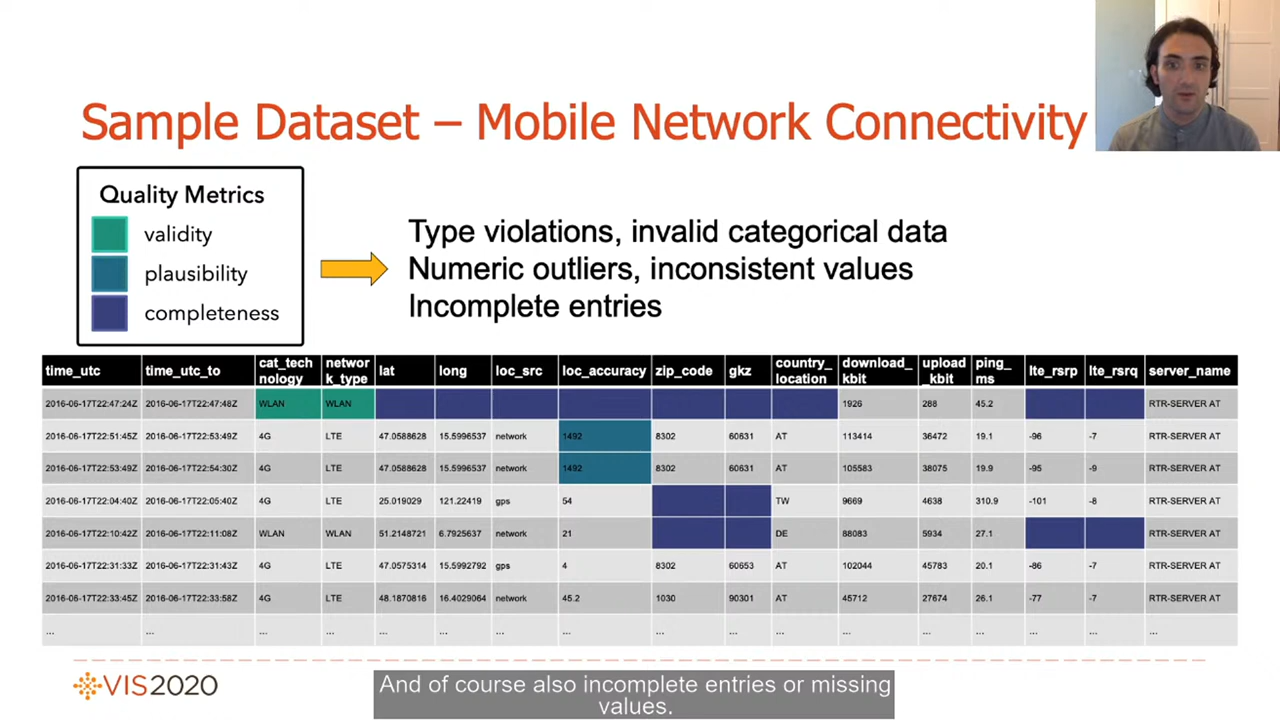 Sample Dataset – Mobile Network Connectivity
Quality Metrics
validity
plausibility
completeness
Type violations, invalid categorical data
Numeric outliers, inconsistent values
Incomplete entries
time_utc time_utc_to cat_tech nology networ k_type lat long loc_src loc_accuracy zip_code gkz country_ location download_ kbit upload _kbit ping_ ms lte_rsrp lte_rsrq server_name
2016-06-17T22:47:24Z 2016-06-17T22:47:48Z WLAN WLAN 1926 288 45.2 RTR-SERVER AT
2016-06-17T22:51:45Z 2016-06-17T22:53:49Z 4G LTE 47.0588628 15.5996537 network 1492 8302 60631 AT 113414 36472 19.1 -96 -7 RTR-SERVER AT
2016-06-17T22:53:49Z 2016-06-17T22:54:30Z 4G LTE 47.0588628 15.5996537 network 1492 8302 60631 AT 105583 38075 19.9 -95 -9 RTR-SERVER AT
2016-06-17T22:04:40Z 2016-06-17T22:05:40Z 4G LTE 25.019029 121.22419 gps 54 TW 9669 4638 310.9 -101 -8 RTR-SERVER AT
2016-06-17T22:10:42Z 2016-06-17T22:11:08Z WLAN WLAN 51.2148721 6.7925637 network 21 DE 88083 5934 27.1 RTR-SERVER AT
2016-06-17T22:31:33Z 2016-06-17T22:31:43Z 4G LTE 47.0575314 15.5992792 gps 4 8302 60653 AT 102044 45783 20.1 -86 -7 RTR-SERVER AT
2016-06-17T22:33:45Z 2016-06-17T22:33:58Z 4G LTE 48.1870816 16.4029064 network 45.2 1030 90301 AT 45712 27674 26.1 -77 -7 RTR-SERVER AT
... ... ... ... ... ... ... ... ... ... ... ... ... ... ... ... ...
VIS2020
And of course also incomplete entries or missing
values.